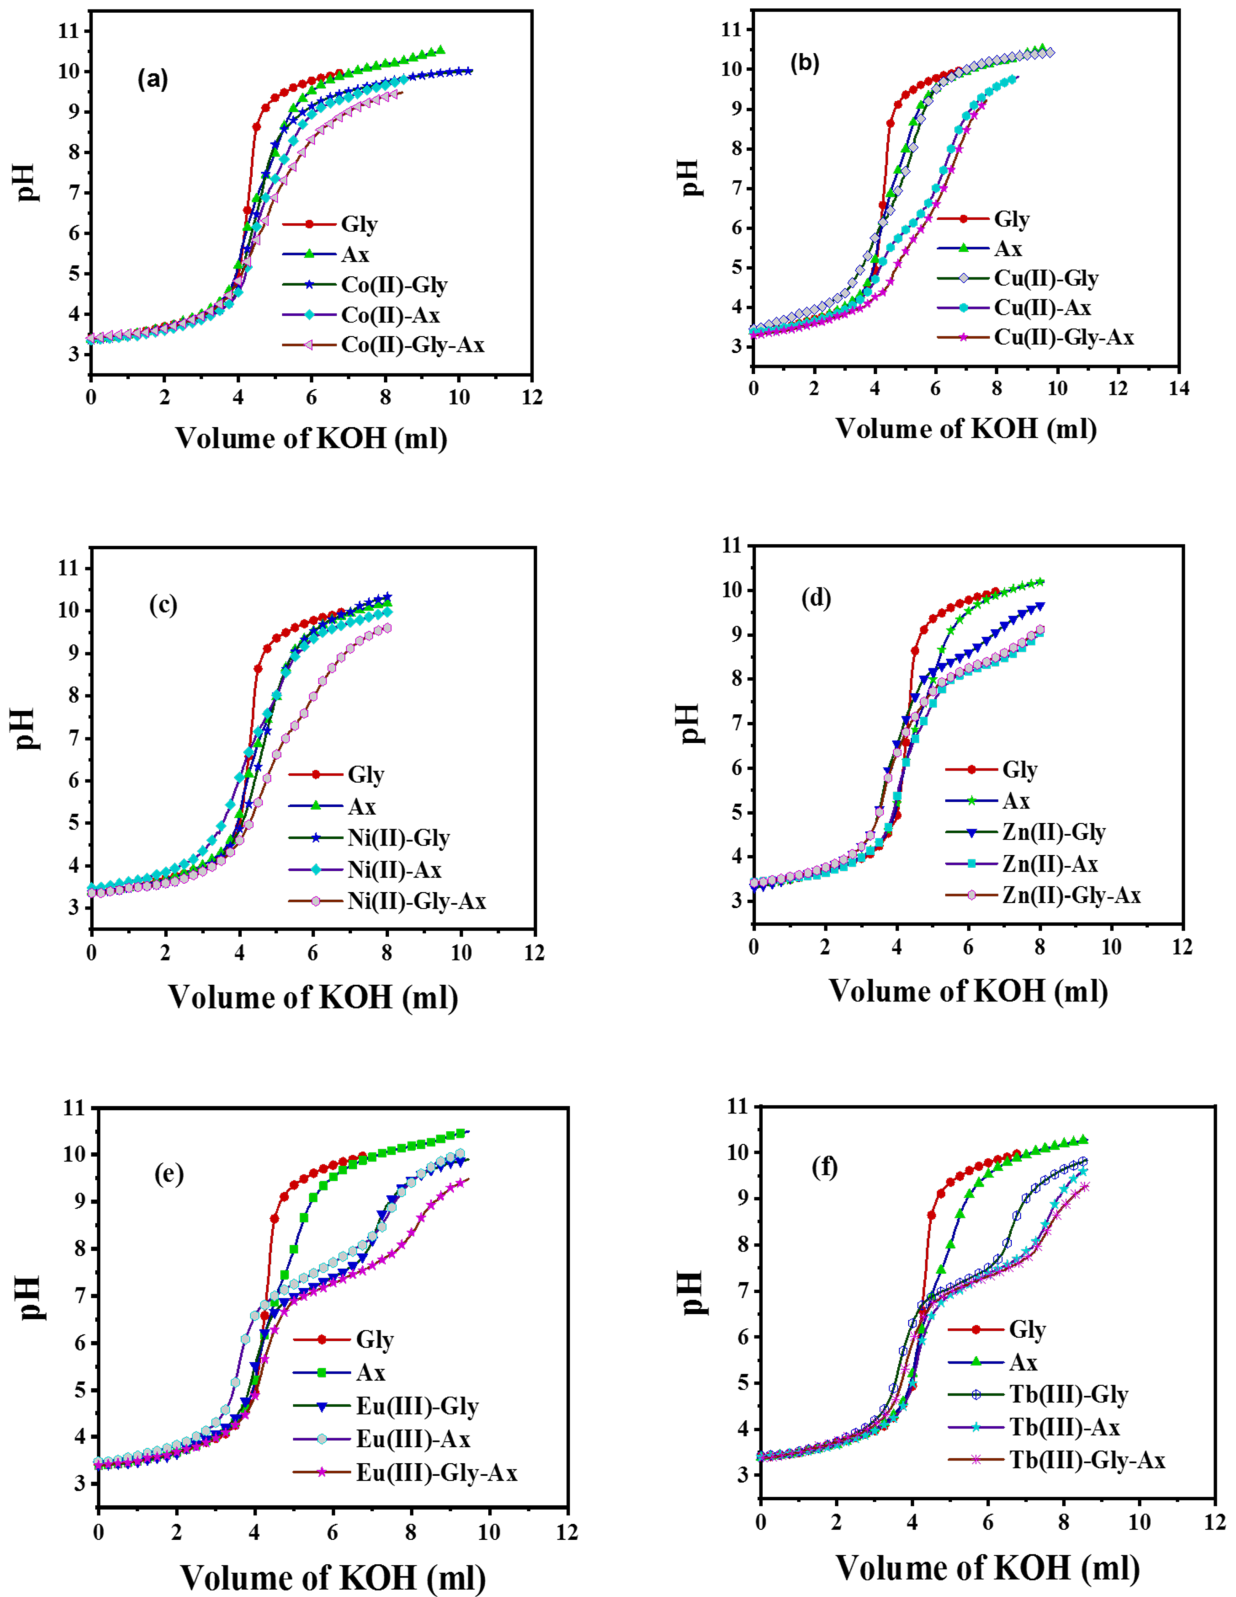 (a)
11
10
9
8
7
6
5
4
3
pH
Gly
Ax
Co(II)-Gly
Co(II)-Ax
Co(II)-Gly-Ax
0 2 4 6 8 10 12
Volume of KOH (ml)
(b)
11
10
9
8
7
6
5
4
3
pH
Gly
Ax
Cu(II)-Gly
Cu(II)-Ax
Cu(II)-Gly-Ax
0 2 4 6 8 10 12 14
Volume of KOH (ml)
(c)
11
10
9
8
7
6
5
4
3
pH
Gly
Ax
Ni(II)-Gly
Ni(II)-Ax
Ni(II)-Gly-Ax
0 2 4 6 8 10 12
Volume of KOH (ml)
(d)
11
10
9
8
7
6
5
4
3
pH
Gly
Ax
Zn(II)-Gly
Zn(II)-Ax
Zn(II)-Gly-Ax
0 2 4 6 8 10 12
Volume of KOH (ml)
(e)
11
10
9
8
7
6
5
4
3
pH
Gly
Ax
Eu(III)-Gly
Eu(III)-Ax
Eu(III)-Gly-Ax
0 2 4 6 8 10 12
Volume of KOH (ml)
(f)
11
10
9
8
7
6
5
4
3
pH
Gly
Ax
Tb(III)-Gly
Tb(III)-Ax
Tb(III)-Gly-Ax
0 2 4 6 8 10 12
Volume of KOH (ml)